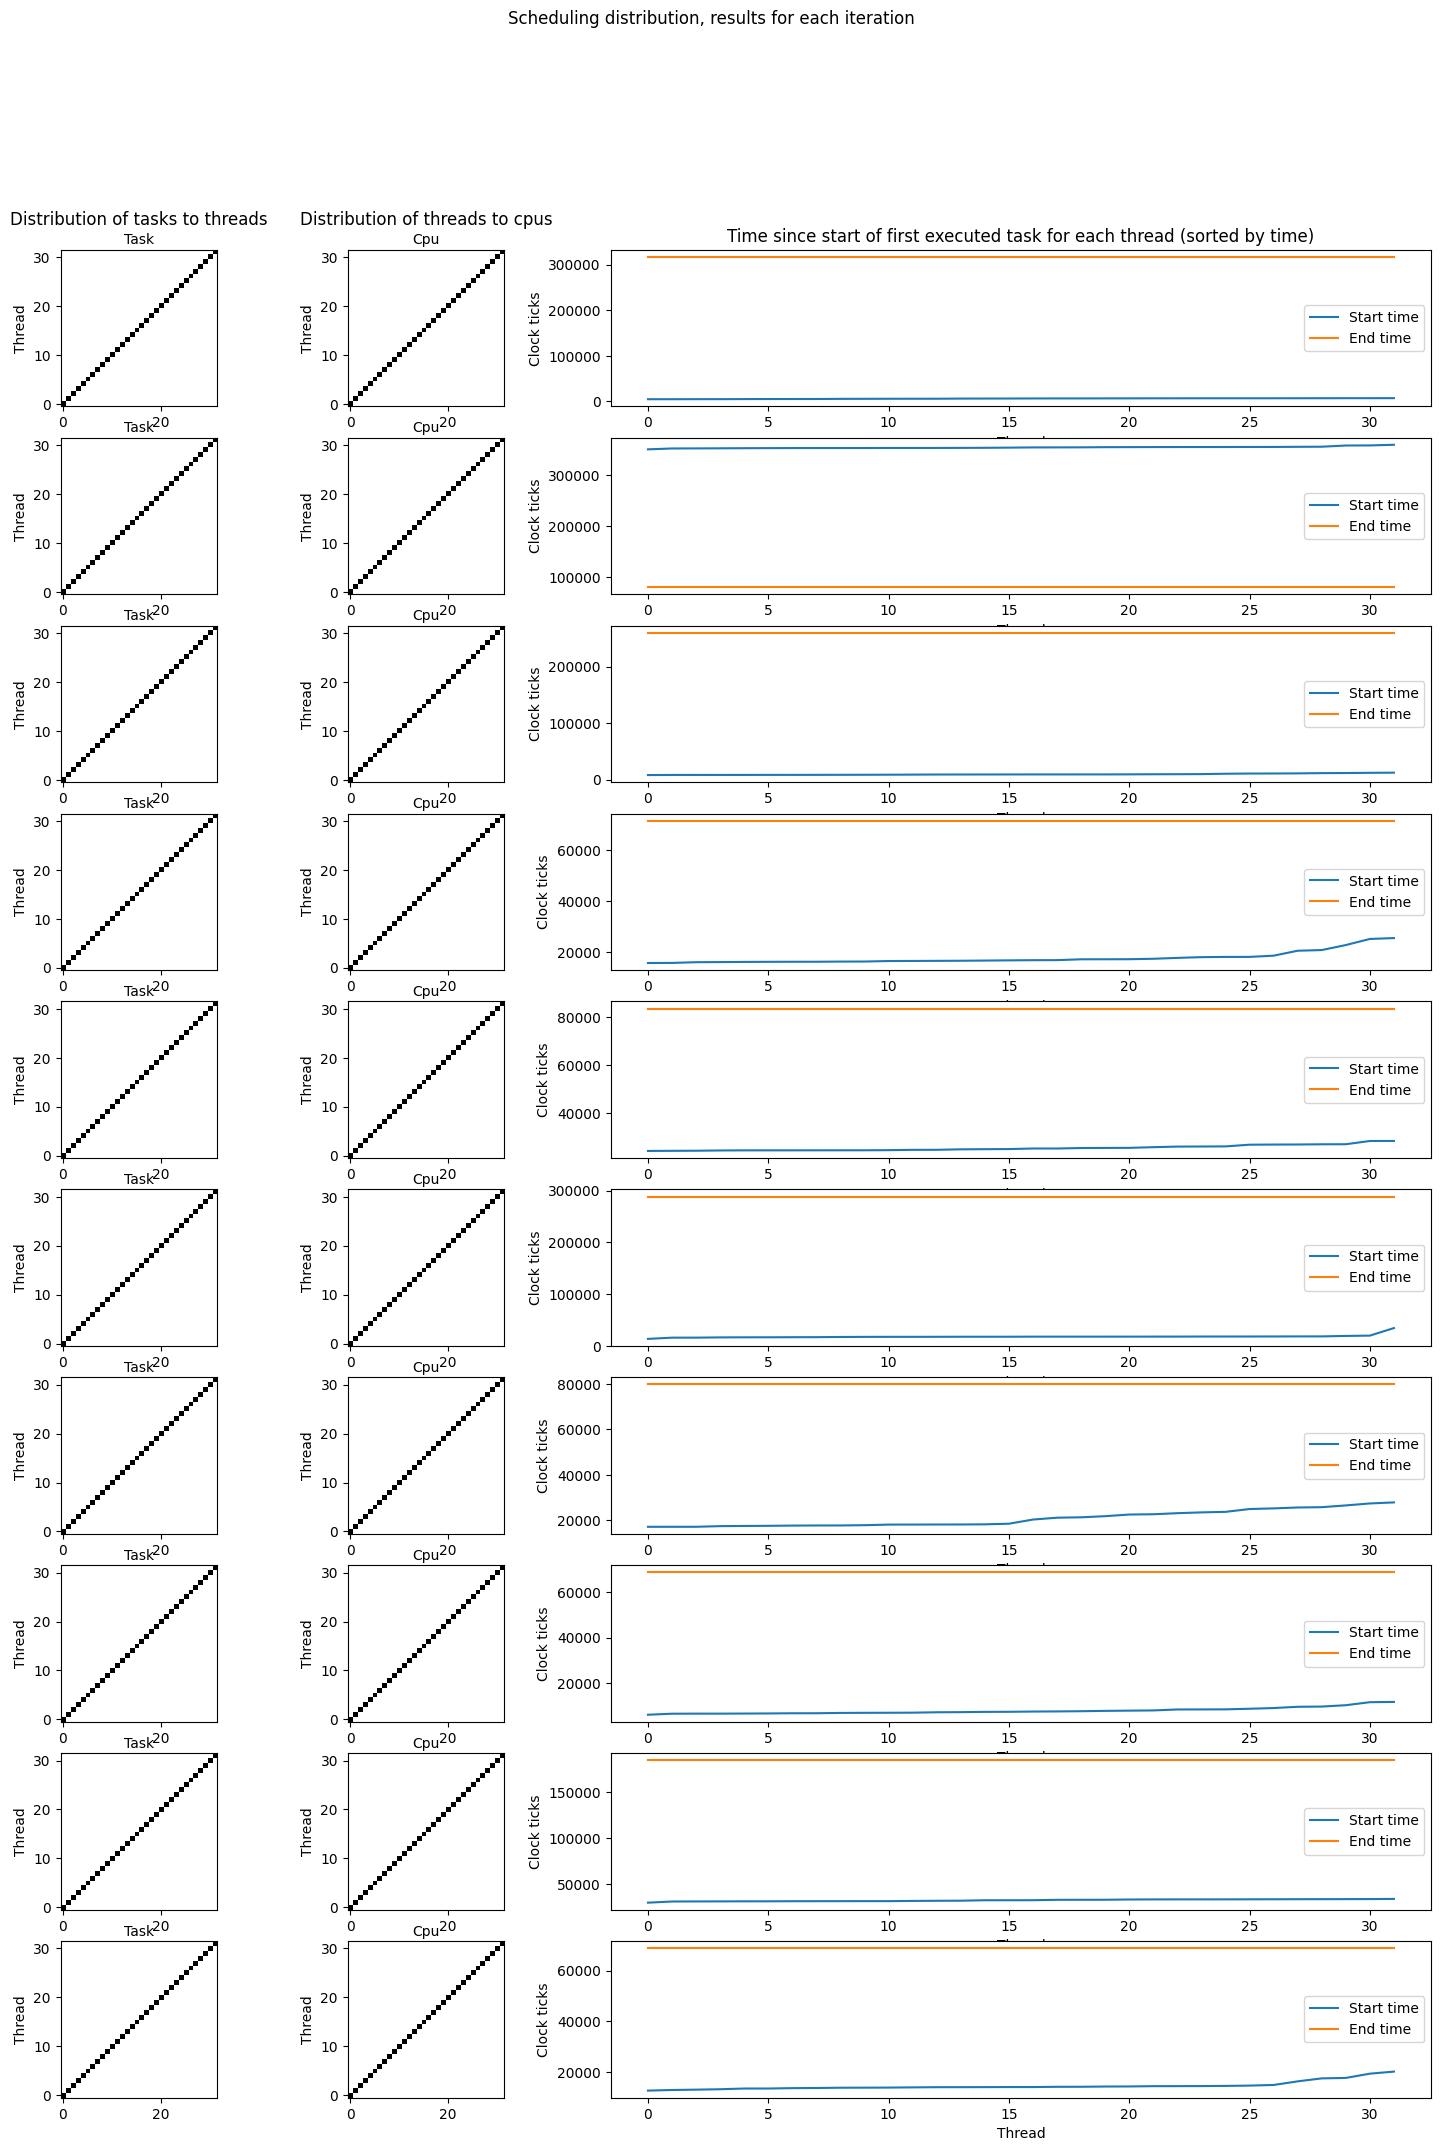 Scheduling distribution, results for each iteration
Distribution of tasks to threads
Distribution of threads to cpus
Time since start of first executed task for each thread (sorted by time)
Task
Thread
30
20
10
0
0 20
Cpu
Thread
30
20
10
0
0 20
Clock ticks
300000
200000
100000
0
Start time
End time
0 5 10 15 20 25 30
Task
Thread
30
20
10
0
0 20
Cpu
Thread
30
20
10
0
0 20
Clock ticks
300000
200000
100000
Start time
End time
0 5 10 15 20 25 30
Task
Thread
30
20
10
0
0 20
Cpu
Thread
30
20
10
0
0 20
Clock ticks
200000
100000
0
Start time
End time
0 5 10 15 20 25 30
Task
Thread
30
20
10
0
0 20
Cpu
Thread
30
20
10
0
0 20
Clock ticks
60000
40000
20000
Start time
End time
0 5 10 15 20 25 30
Task
Thread
30
20
10
0
0 20
Cpu
Thread
30
20
10
0
0 20
Clock ticks
80000
60000
40000
Start time
End time
0 5 10 15 20 25 30
Task
Thread
30
20
10
0
0 20
Cpu
Thread
30
20
10
0
0 20
Clock ticks
300000
200000
100000
0
Start time
End time
0 5 10 15 20 25 30
Task
Thread
30
20
10
0
0 20
Cpu
Thread
30
20
10
0
0 20
Clock ticks
80000
60000
40000
20000
Start time
End time
0 5 10 15 20 25 30
Task
Thread
30
20
10
0
0 20
Cpu
Thread
30
20
10
0
0 20
Clock ticks
60000
40000
20000
Start time
End time
0 5 10 15 20 25 30
Task
Thread
30
20
10
0
0 20
Cpu
Thread
30
20
10
0
0 20
Clock ticks
150000
100000
50000
Start time
End time
0 5 10 15 20 25 30
Task
Thread
30
20
10
0
0 20
Cpu
Thread
30
20
10
0
0 20
Clock ticks
60000
40000
20000
Start time
End time
0 5 10 15 20 25 30
Thread